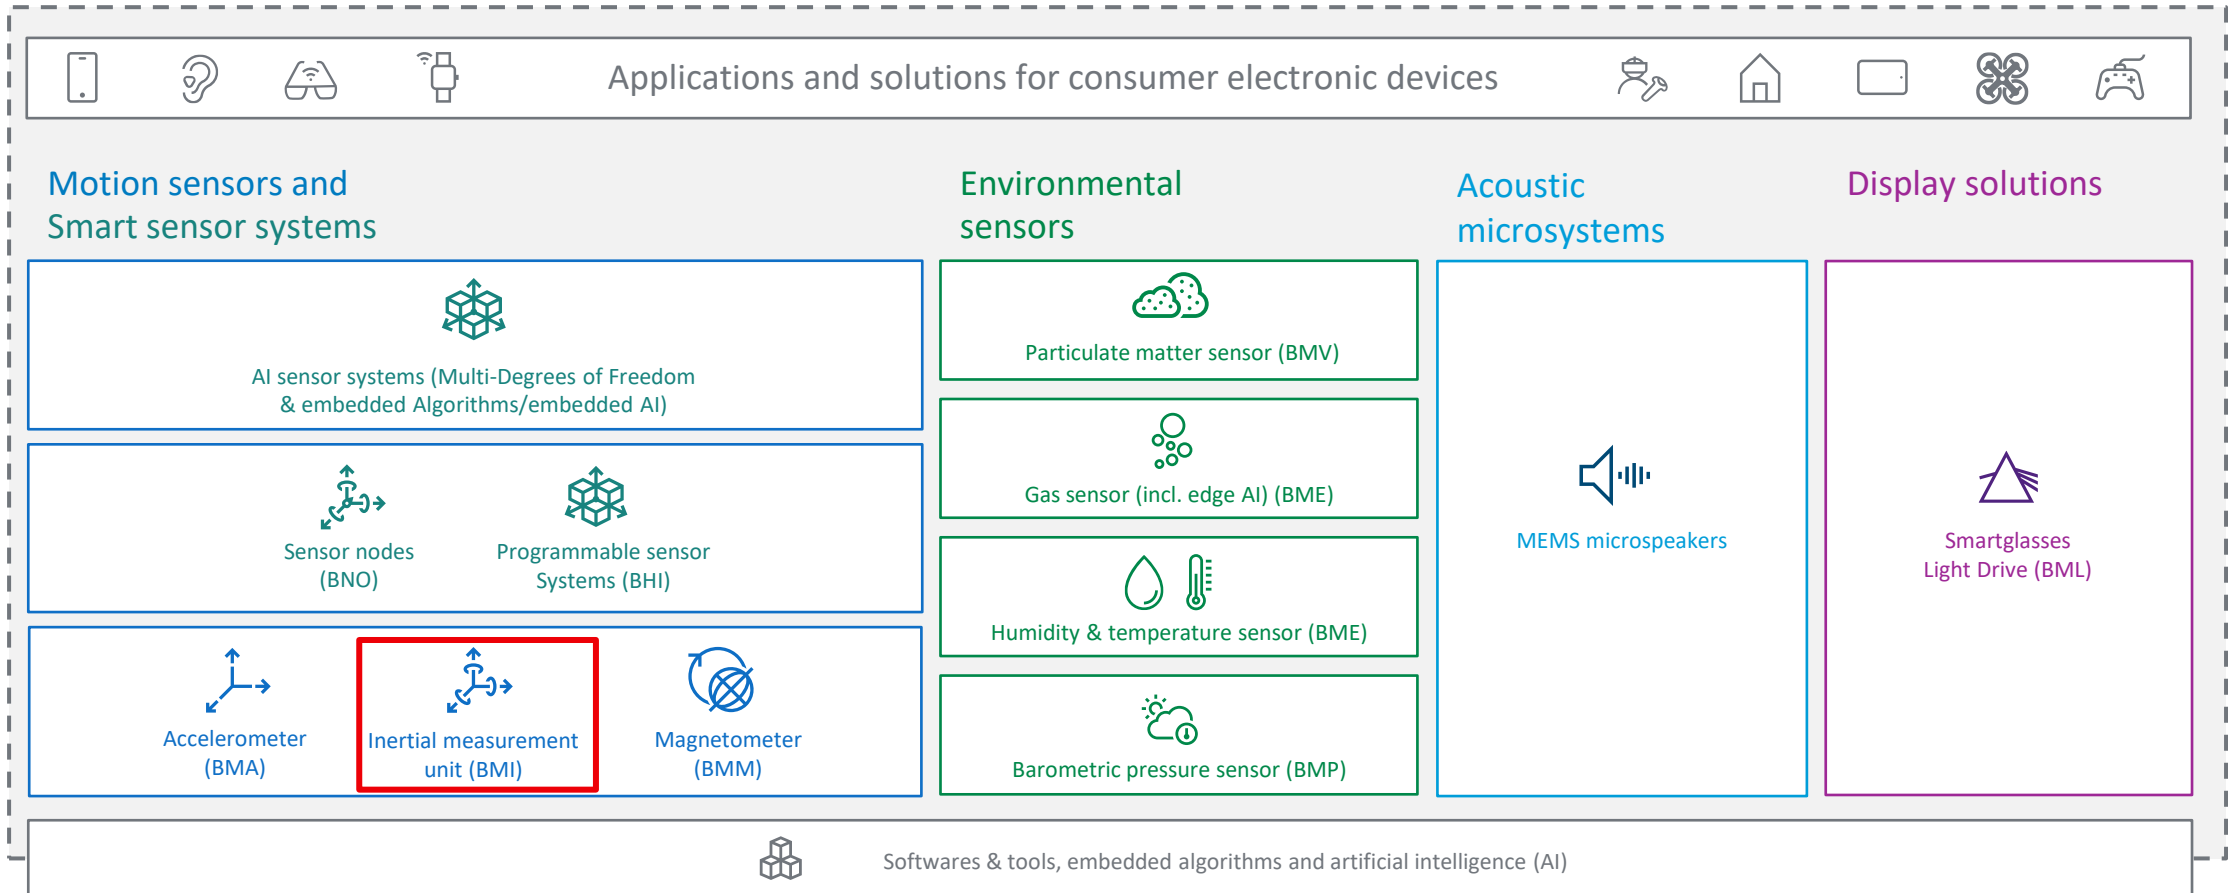 Applications and solutions for consumer electronic devices
Motion sensors and
Smart sensor systems
AI sensor systems (Multi-Degrees of Freedom
& embedded Algorithms/embedded AI)
Sensor nodes
(BNO)
Programmable sensor
Systems (BHI)
Accelerometer
(BMA)
Inertial measurement
unit (BMI)
Magnetometer
(BMM)
Environmental
sensors
Particulate matter sensor (BMV)
Gas sensor (incl. edge AI) (BME)
Humidity & temperature sensor (BME)
Barometric pressure sensor (BMP)
Acoustic
microsystems
MEMS microspeakers
Display solutions
Smartglasses
Light Drive (BML)
Softwares & tools, embedded algorithms and artificial intelligence (AI)